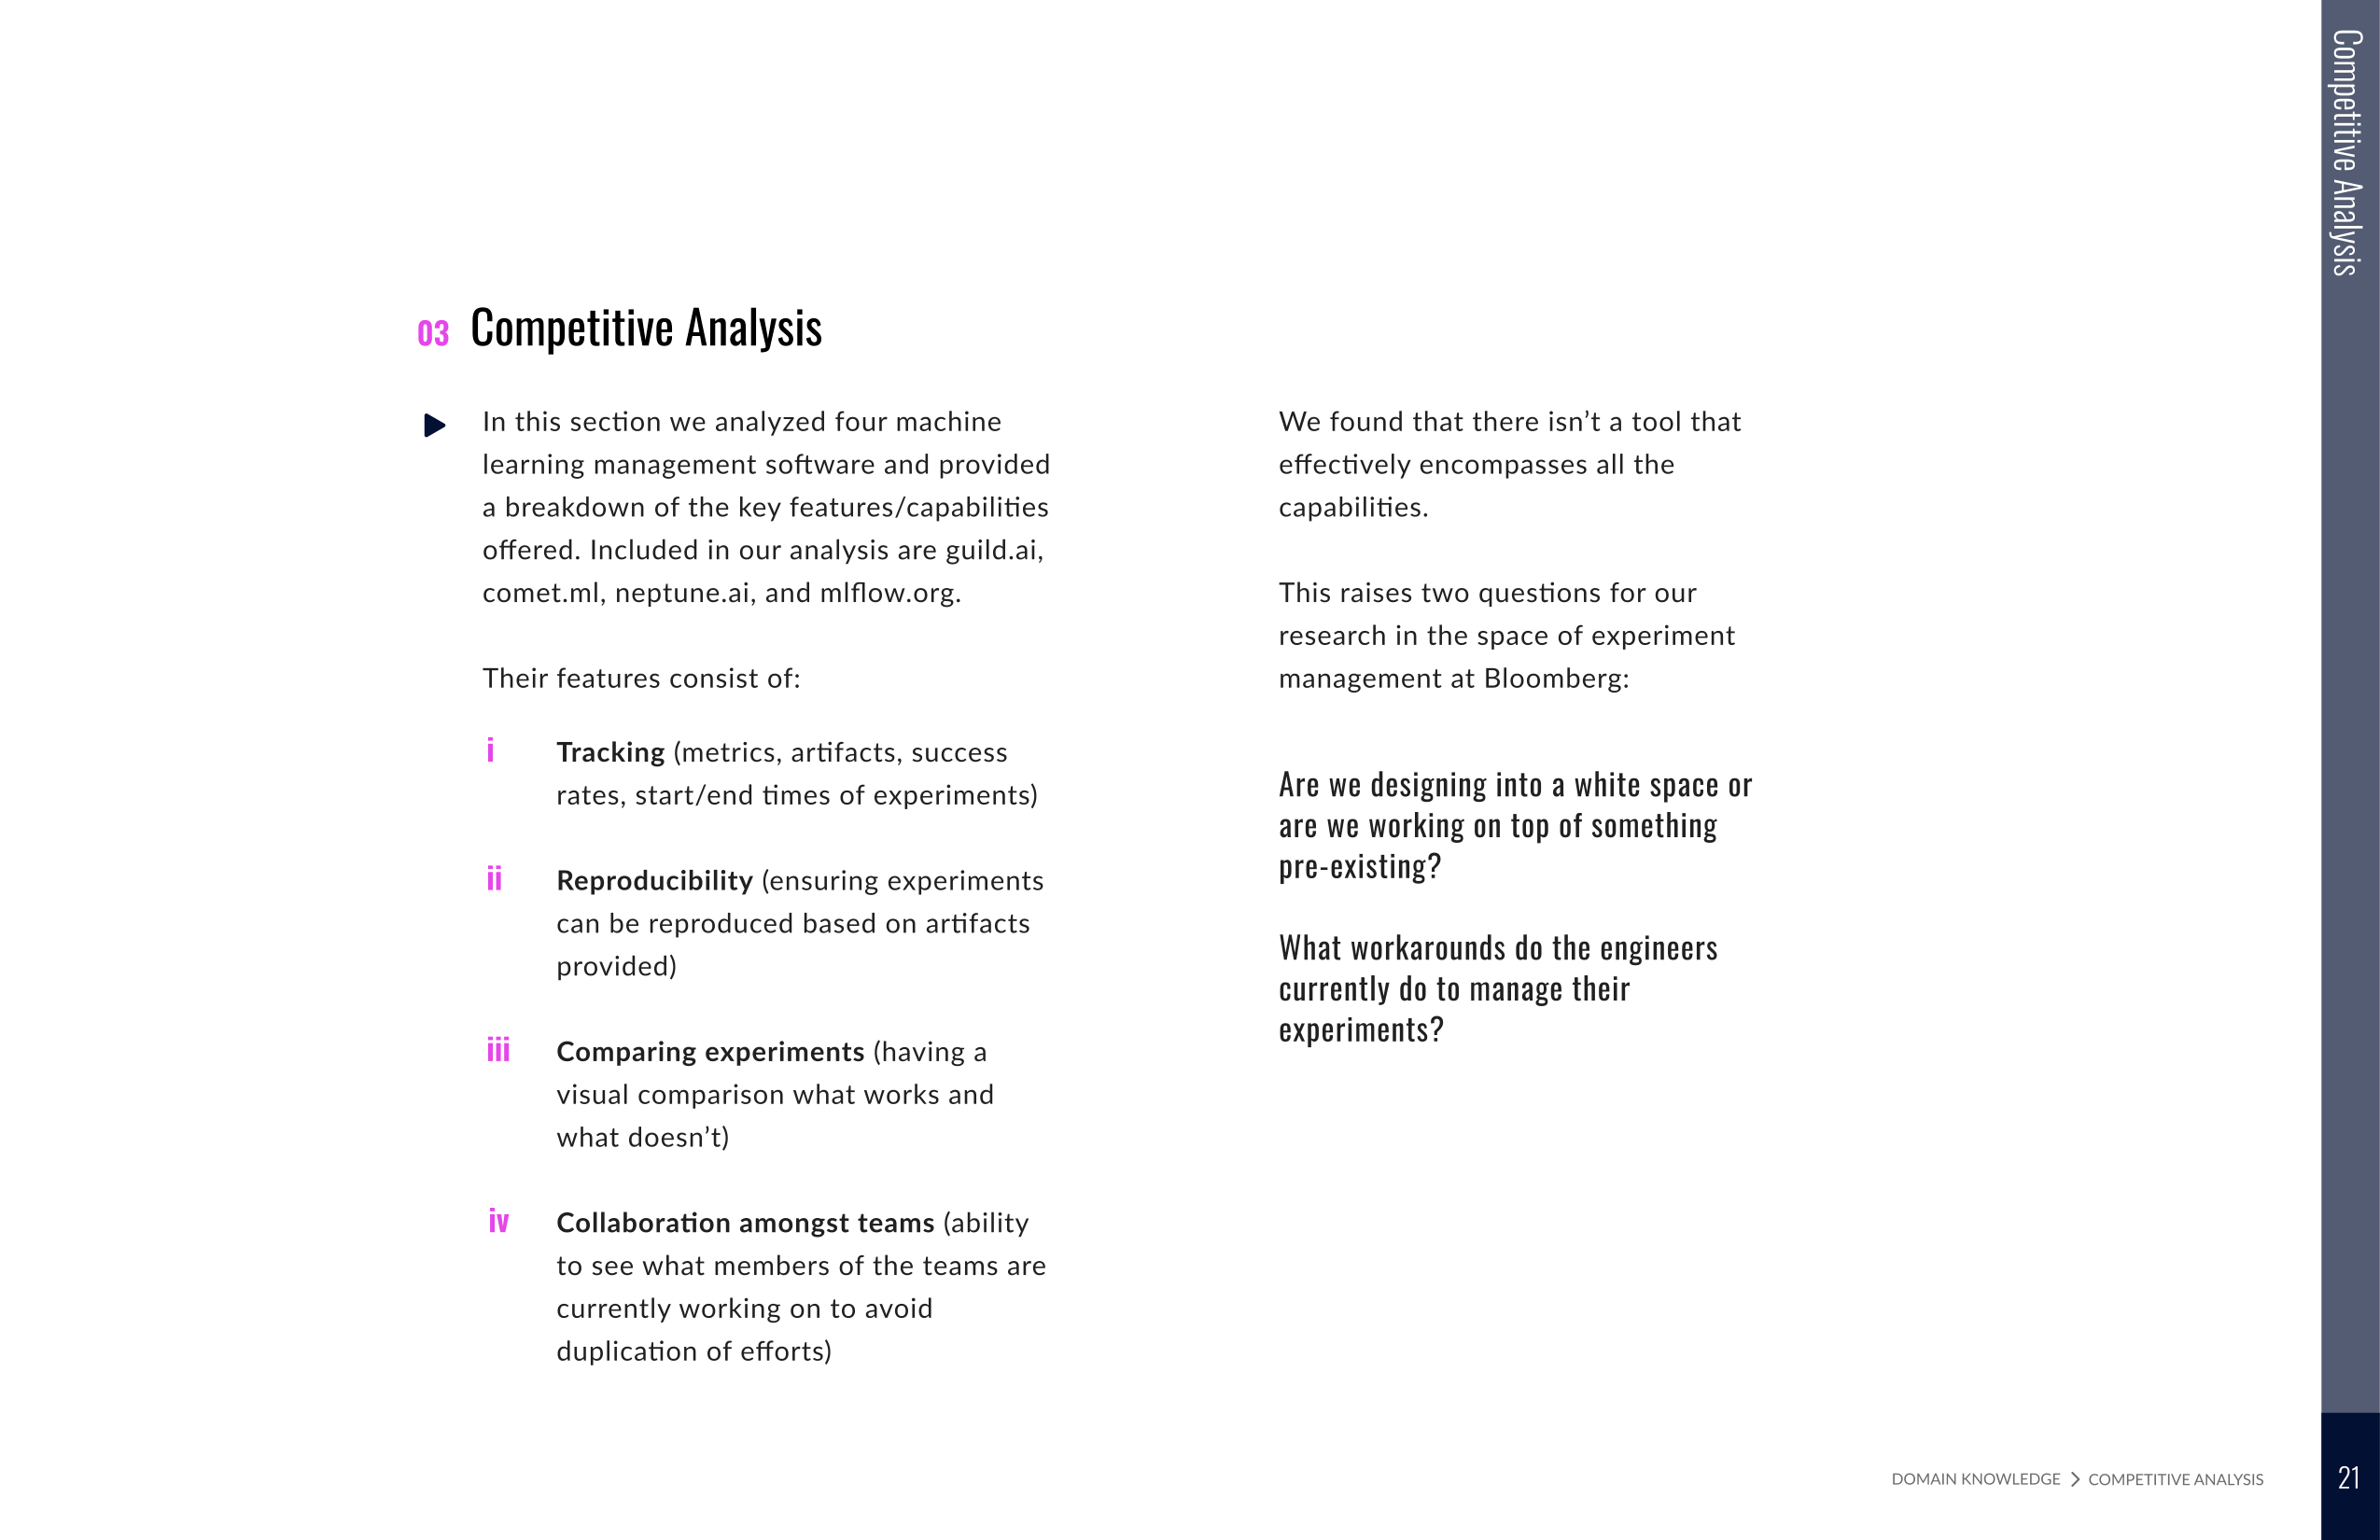 Competitive Analysis
03 Competitive Analysis
In this section we analyzed four machine
learning management software and provided
a breakdown of the key features/capabilities
offered. Included in our analysis are guild.ai,
comet.ml, neptune.ai, and mlflow.org.
Their features consist of:
i Tracking (metrics, artifacts, success
rates, start/end times of experiments)
ii Reproducibility (ensuring experiments
can be reproduced based on artifacts
provided)
iii Comparing experiments (having a
visual comparison what works and
what doesn’t)
iv Collaboration amongst teams (ability
to see what members of the teams are
currently working on to avoid
duplication of efforts)
We found that there isn’t a tool that
effectively encompasses all the
capabilities.
This raises two questions for our
research in the space of experiment
management at Bloomberg:
Are we designing into a white space or
are we working on top of something
pre-existing?
What workarounds do the engineers
currently do to manage their
experiments?
DOMAIN KNOWLEDGE > COMPETITIVE ANALYSIS
21